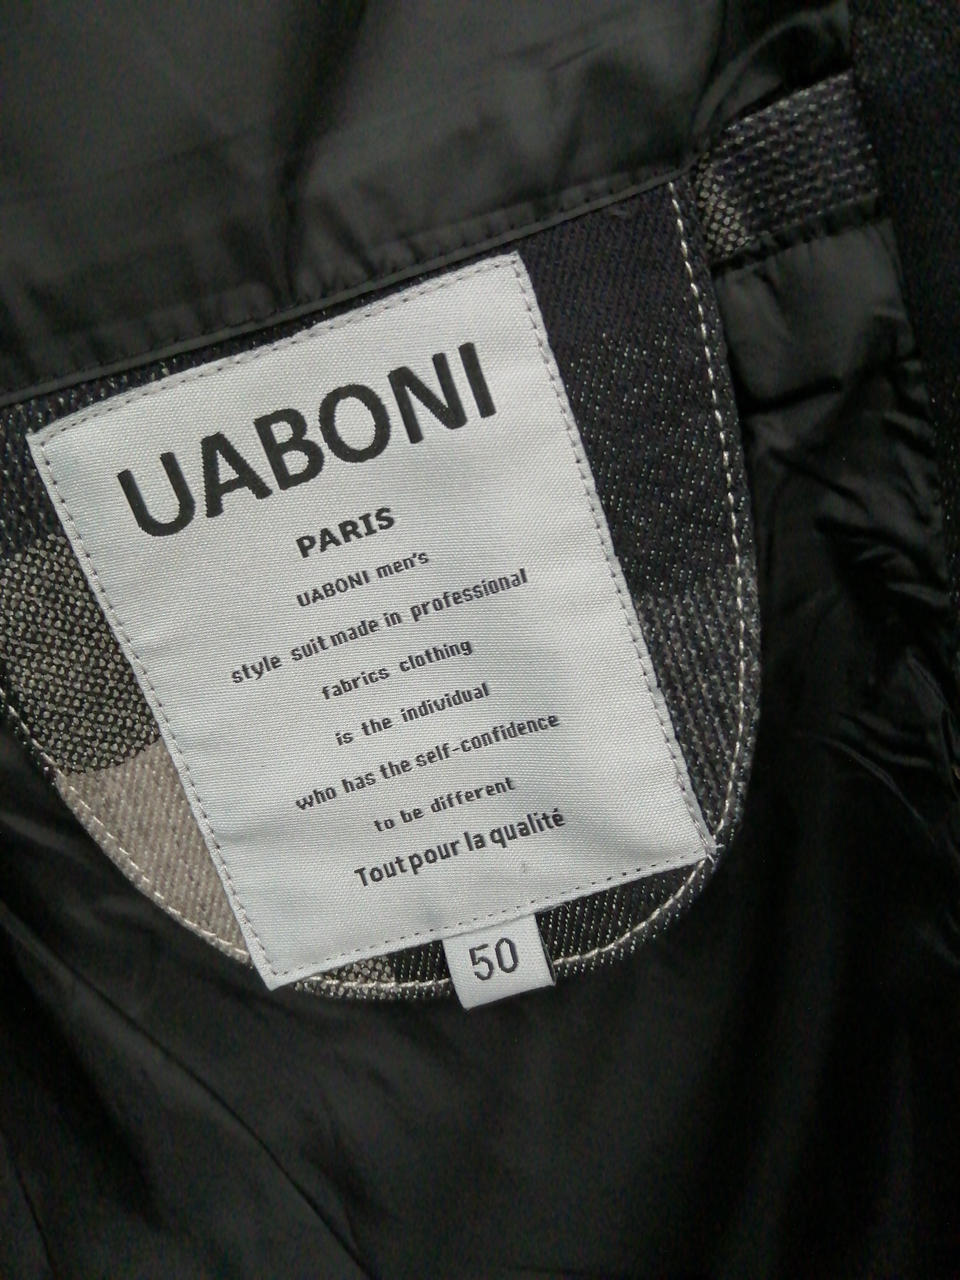 UABONI
PARIS
UABONI men's
style suit made in professional
fabrics clothing
is the individual
who has the self-confidence
to be different
Tout pour la qualité
50